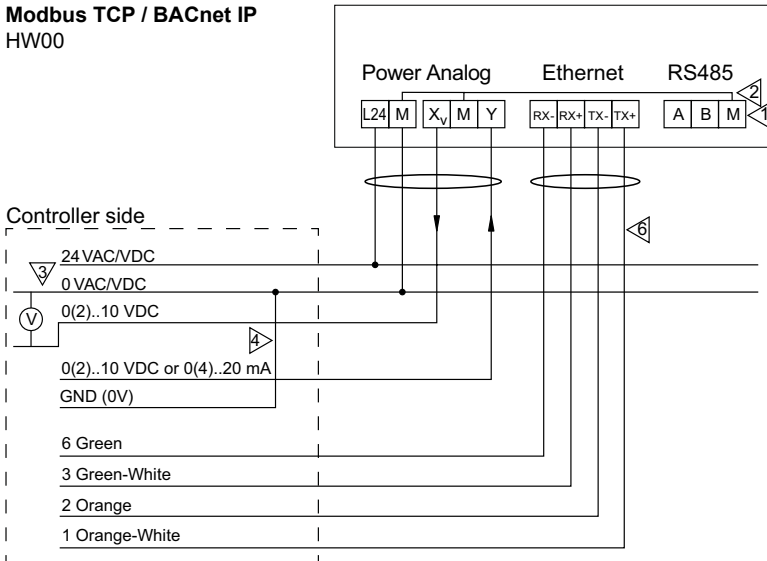 Modbus TCP / BACnet IP
HW00
Power Analog Ethernet RS485
2
L24 M Xv M Y RX- RX+ TX- TX+ A B M 1
Controller side
6
24 VAC/VDC
3
0 VAC/VDC
0(2)..10 VDC
V
4
0(2)..10 VDC or 0(4)..20 mA
GND (0V)
6 Green
3 Green-White
2 Orange
1 Orange-White